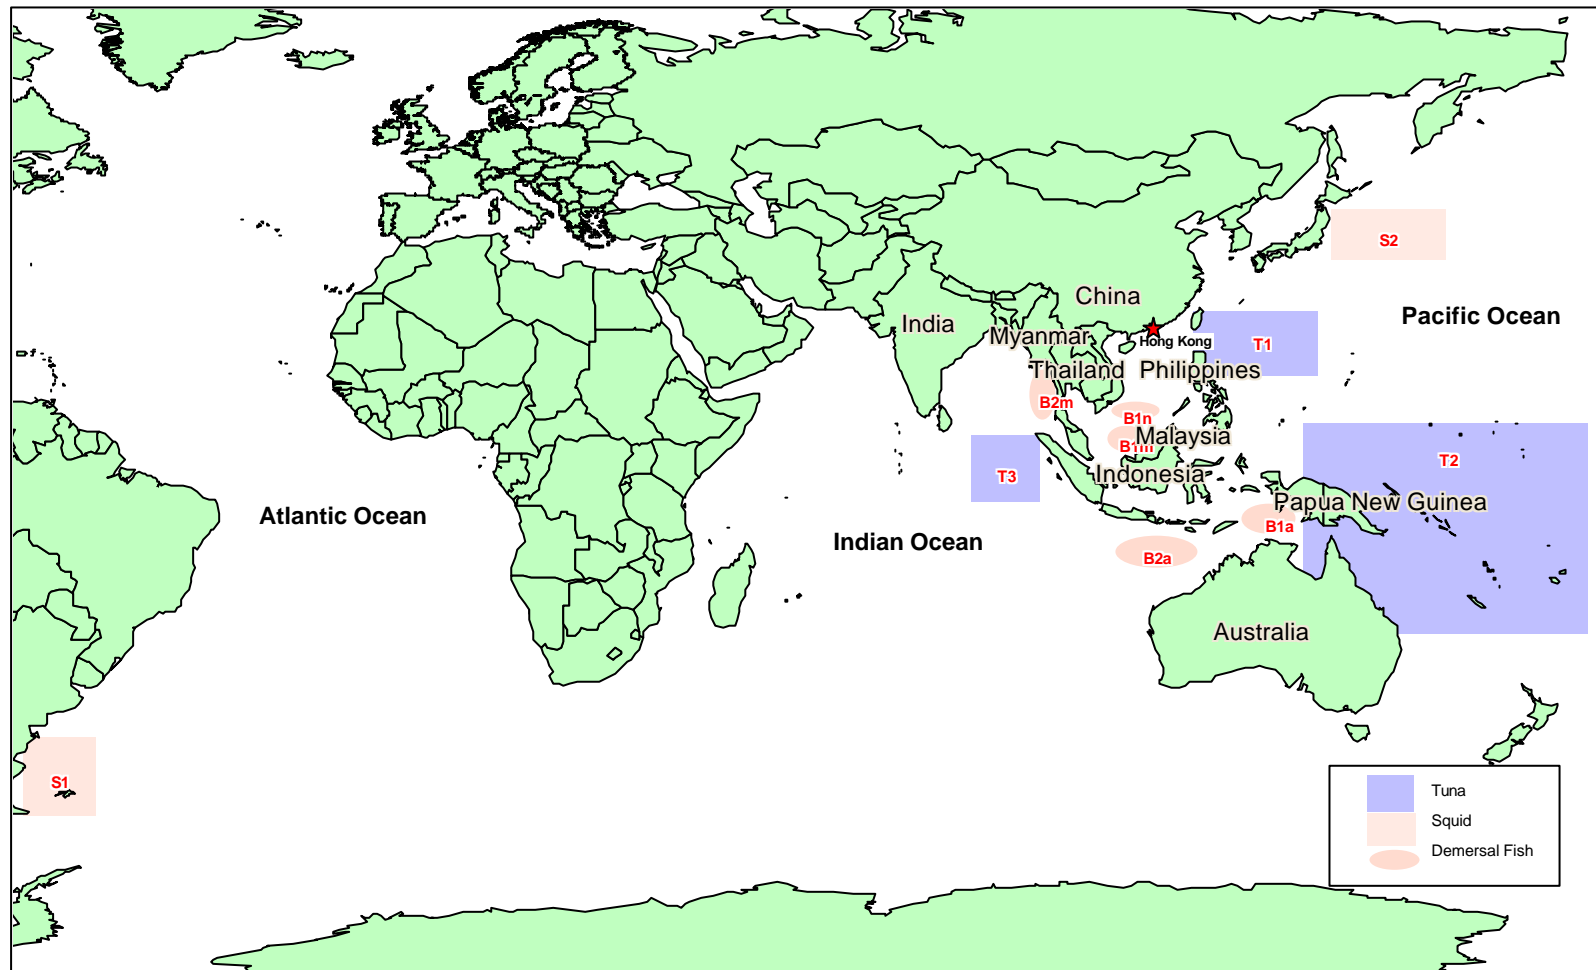 S2
China
Pacific Ocean
India
Myanmar
Hong Kong
T1
Thailand
Philippines
B2m
B1n
Malaysia
B1m
T2
T3
Indonesia
Papua New Guinea
Atlantic Ocean
B1a
Indian Ocean
B2a
Australia
S1
Tuna
Squid
Demersal Fish